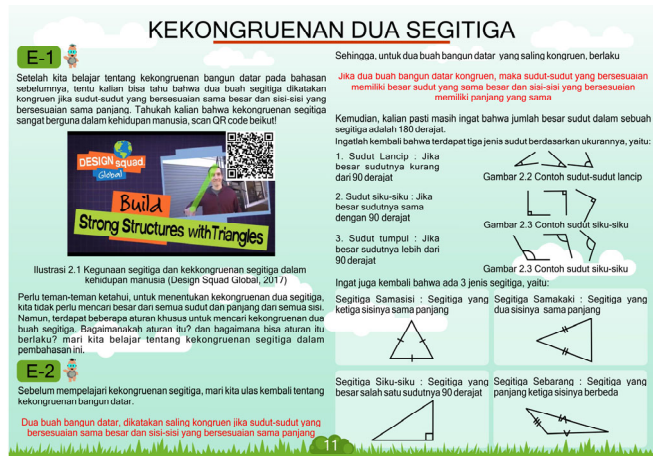 KEKONGRUENAN DUA SEGITIGA
E-1
Setelah kita belajar tentang kekongruenan bangun datar pada bahasan
sebelumnya, tentu kalian bisa tahu bahwa dua buah segitiga dikatakan
kongruen jika sudut-sudut yang bersesuaian sama besar dan sisi-sisi yang
bersesuaian sama panjang. Tahukah kalian bahwa kekongruenan segitiga
sangat berguna dalam kehidupan manusia, scan QR code beikut!
DESIGN Squad
Global
Build
Strong Structures with Triangles
Ilustrasi 2.1 Kegunaan segitiga dan kekkongruenan segitiga dalam
kehidupan manusia (Design Squad Global, 2017)
Perlu teman-teman ketahui, untuk menentukan kekongruenan dua segitiga,
kita tidak perlu mencari besar dari semua sudut dan panjang dari semua sisi.
Namun, terdapat beberapa aturan khusus untuk mencari kekongruenan dua
buah segitiga. Bagaimanakah aturan itu? dan bagaimana bisa aturan itu
berlaku? mari kita belajar tentang kekongruenan segitiga dalam
pembahasan ini.
E-2
Sebelum mempelajari kekongruenan segitiga, mari kita ulas kembali tentang
kekongruenan bangun datar.
Dua buah bangun datar, dikatakan saling kongruen jika sudut-sudut yang
bersesuaian sama besar dan sisi-sisi yang bersesuaian sama panjang
Sehingga, untuk dua buah bangun datar yang saling kongruen, berlaku
Jika dua buah bangun datar kongruen, maka sudut-sudut yang bersesuaian
memiliki besar sudut yang sama besar dan sisi-sisi yang bersesuaian
memiliki panjang yang sama
Kemudian, kalian pasti masih ingat bahwa jumlah besar sudut dalam sebuah
segitiga adalah 180 derajat.
Ingatlah kembali bahwa terdapat tiga jenis sudut berdasarkan ukurannya, yaitu:
1. Sudut Lancip : Jika
besar sudutnya kurang
dari 90 derajat
Gambar 2.2 Contoh sudut-sudut lancip
2. Sudut siku-siku : Jika
besar sudutnya sama
dengan 90 derajat
Gambar 2.3 Contoh sudut siku-siku
3. Sudut tumpul : Jika
besar sudutnya lebih dari
90 derajat
Gambar 2.3 Contoh sudut siku-siku
Ingat juga kembali bahwa ada 3 jenis segitiga, yaitu:
Segitiga Samasisi : Segitiga yang
ketiga sisinya sama panjang
Segitiga Samakaki : Segitiga yang
dua sisinya sama panjang
Segitiga Siku-siku : Segitiga yang
besar salah satu sudutnya 90 derajat
Segitiga Sebarang : Segitiga yang
panjang ketiga sisinya berbeda
11